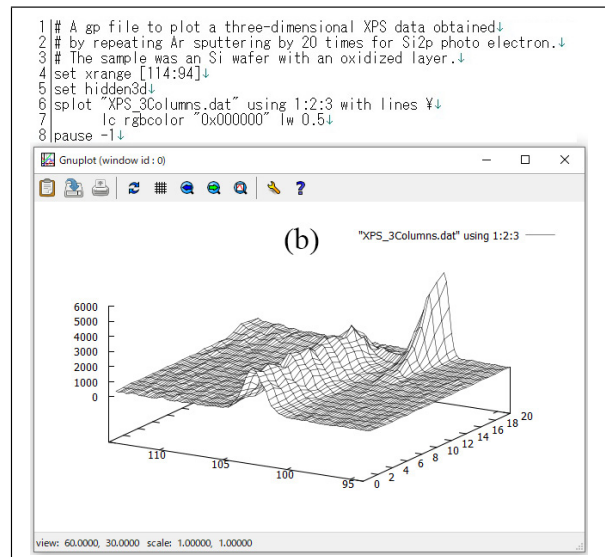 1|# A gp file to plot a three-dimensional XPS data obtained↓
2|# by repeating Ar sputtering by 20 times for Si2p photo electron.↓
3|# The sample was an Si wafer with an oxidized layer.↓
4|set xrange [114:94]↓
5|set hidden3d↓
6|splot "XPS_3Columns.dat" using 1:2:3 with lines ¥↓
7|      lc rgbcolor "0x000000" lw 0.5↓
8|pause -1↓
Gnuplot (window id : 0)
(b)
"XPS_3Columns.dat" using 1:2:3
6000
5000
4000
3000
2000
1000
0
110
105
100
95
0 2 4 6 8 10 12 14 16 18 20
view: 60.0000, 30.0000 scale: 1.00000, 1.00000